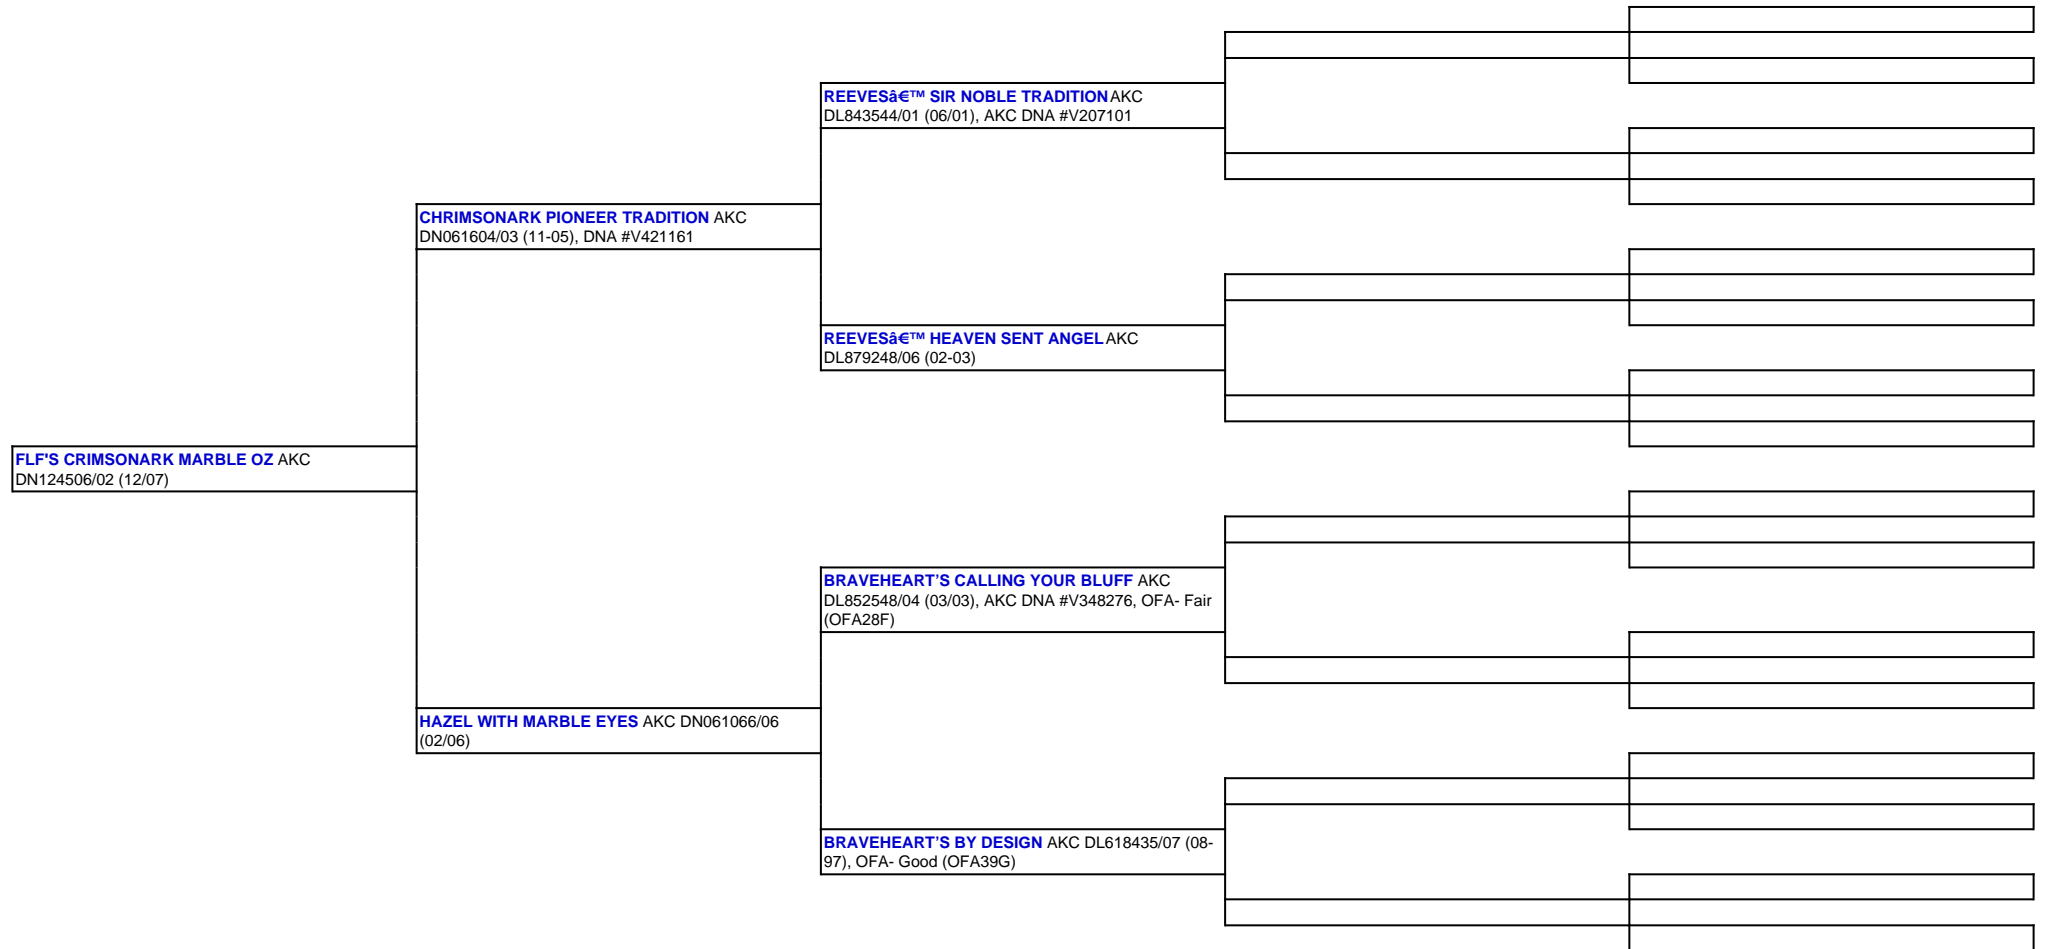 REEVESâ€™ SIR NOBLE TRADITION AKC
DL843544/01 (06/01), AKC DNA #V207101
CHRIMSONARK PIONEER TRADITION AKC
DN061604/03 (11-05), DNA #V421161
REEVESâ€™ HEAVEN SENT ANGEL AKC
DL879248/06 (02-03)
FLF'S CRIMSONARK MARBLE OZ AKC
DN124506/02 (12/07)
BRAVEHEART’S CALLING YOUR BLUFF AKC
DL852548/04 (03/03), AKC DNA #V348276, OFA- Fair
(OFA28F)
HAZEL WITH MARBLE EYES AKC DN061066/06
(02/06)
BRAVEHEART’S BY DESIGN AKC DL618435/07 (08-
97), OFA- Good (OFA39G)